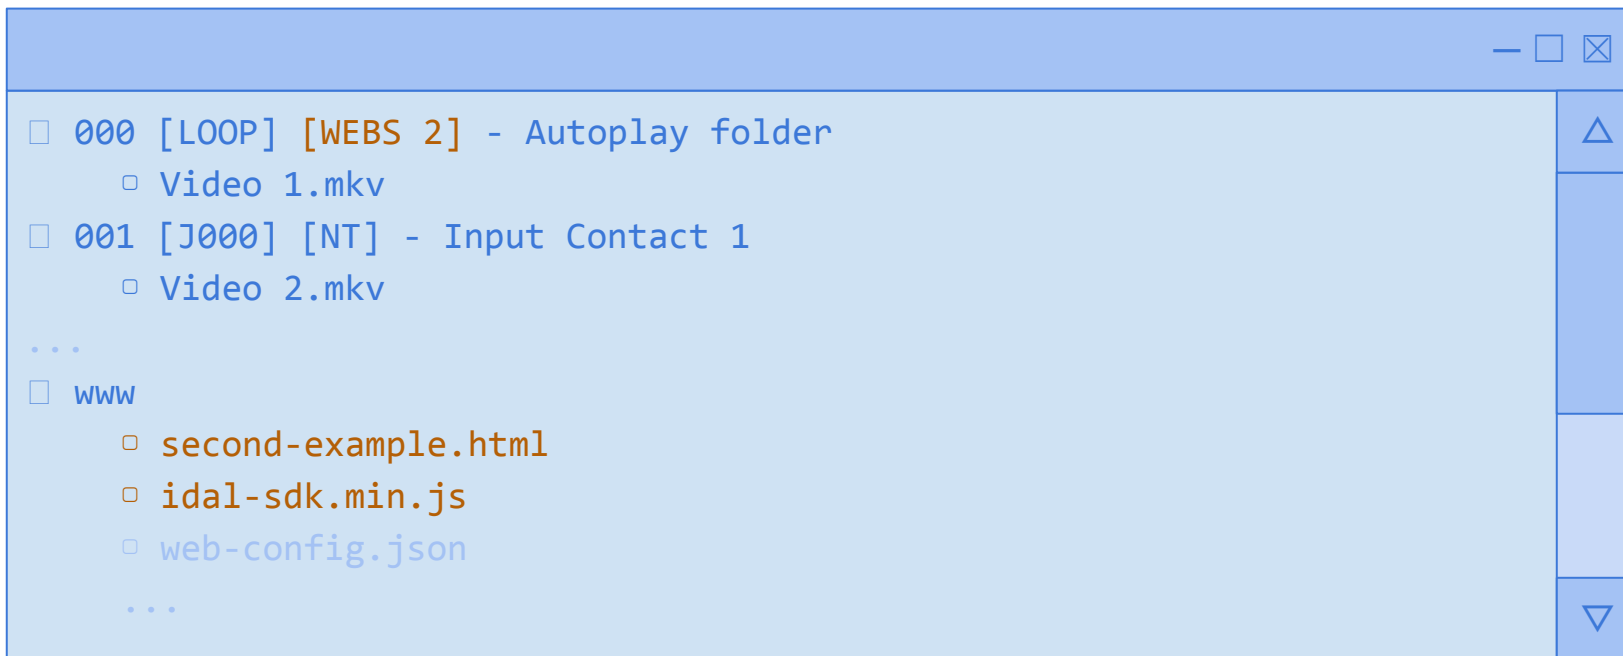 000 [LOOP] [WEBS 2] - Autoplay folder
Video 1.mkv
001 [J000] [NT] - Input Contact 1
Video 2.mkv
...
www
second-example.html
idal-sdk.min.js
web-config.json
...